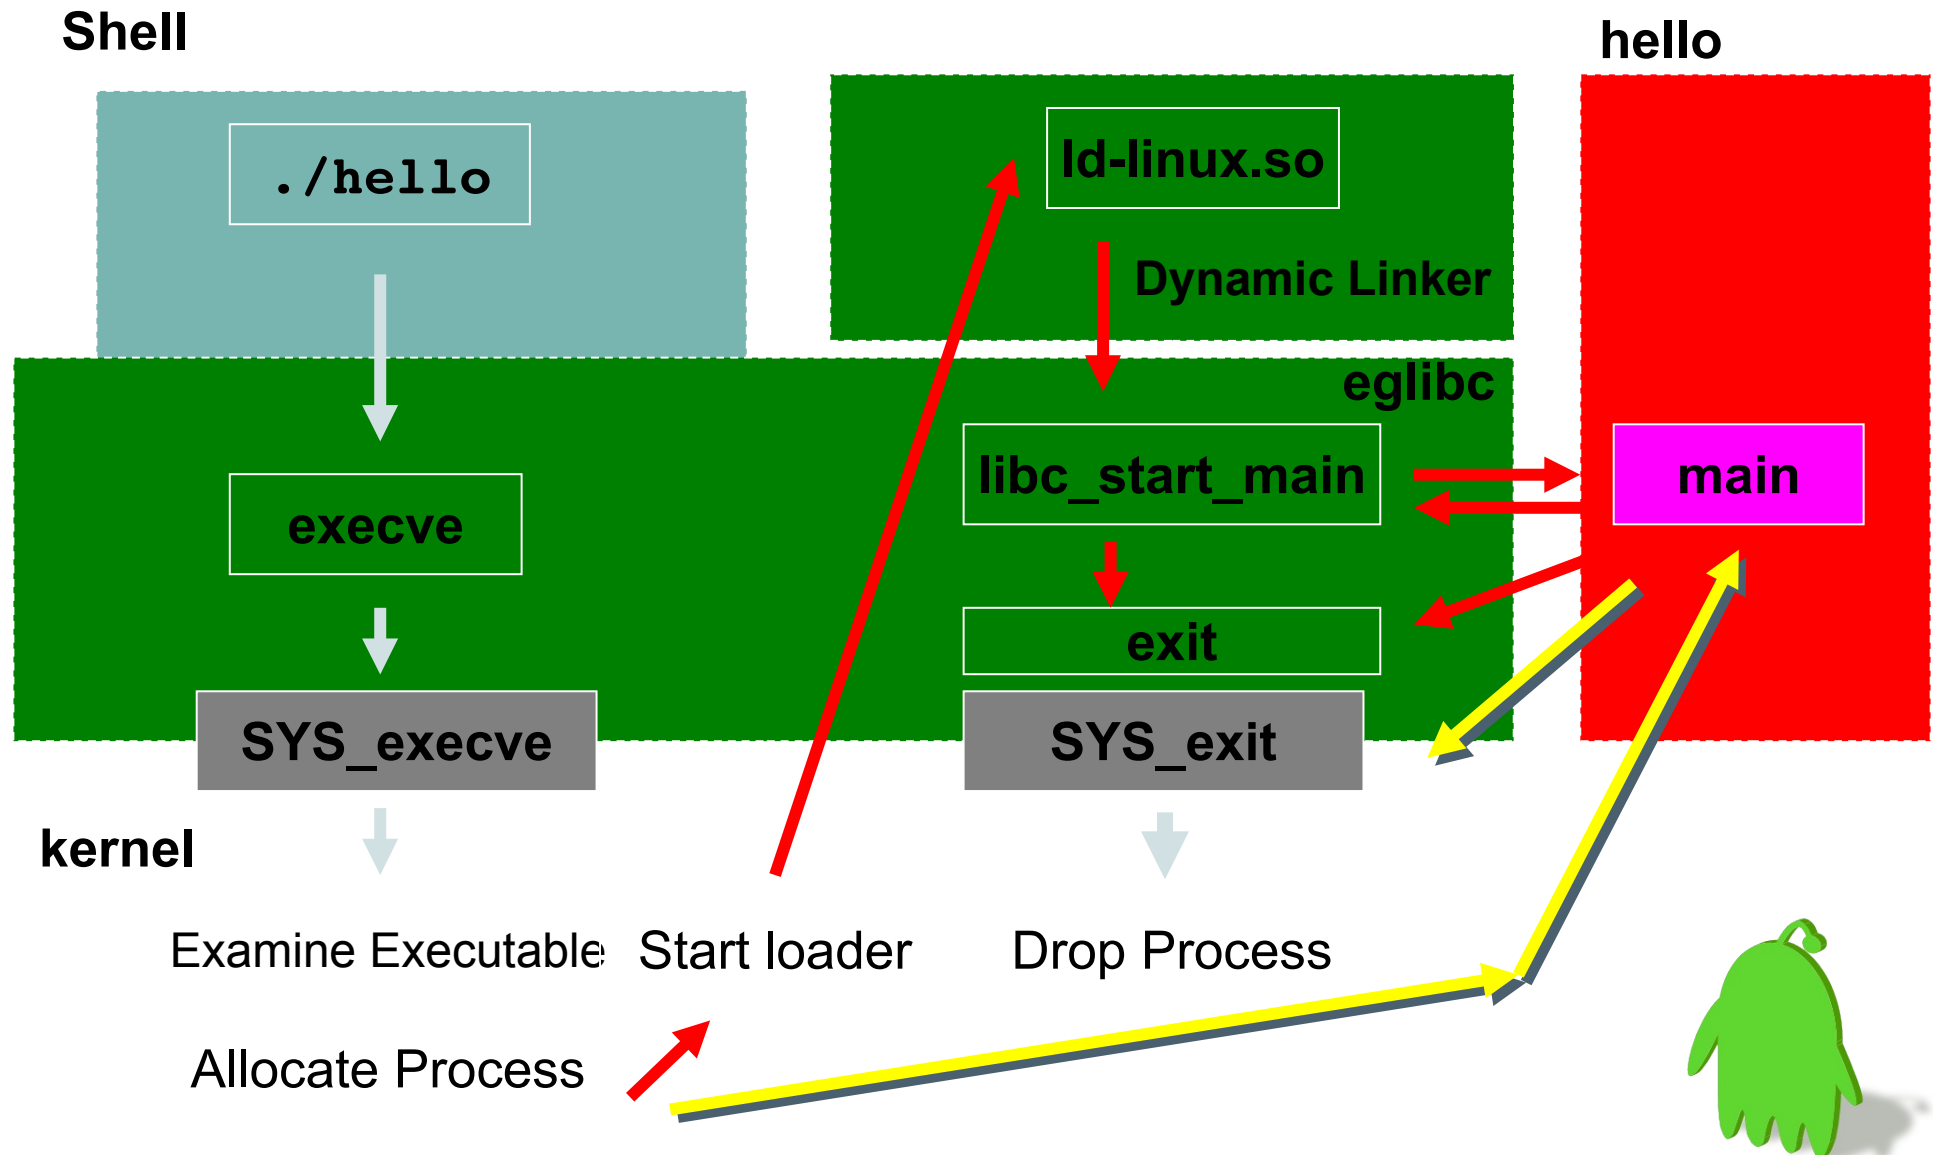 Shell
hello
./hello
ld-linux.so
Dynamic Linker
eglibc
libc_start_main
main
execve
exit
SYS_execve
SYS_exit
kernel
Examine Executable
Start loader
Drop Process
Allocate Process